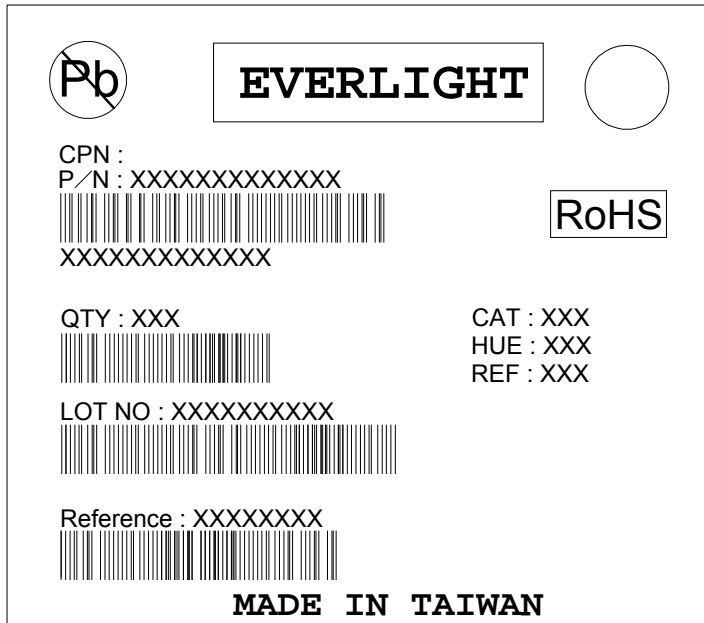 Pb
EVERLIGHT
CPN :
P/N : XXXXXXXXXXXXX
XXXXXXXXXXXXX
RoHS
QTY : XXX
CAT : XXX
HUE : XXX
REF : XXX
LOT NO : XXXXXXXXXX
Reference : XXXXXXXX
MADE IN TAIWAN